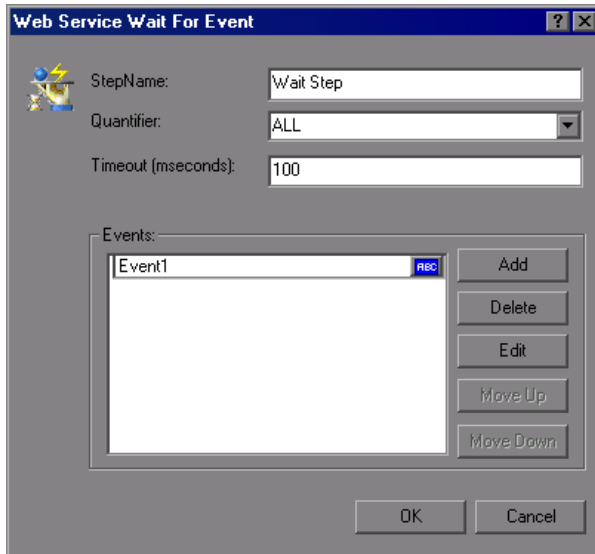 Web Service Wait For Event
StepName: Wait Step
Quantifier: ALL
Timeout (mseconds): 100
Events:
Event1 ABC
Add
Delete
Edit
Move Up
Move Down
OK Cancel